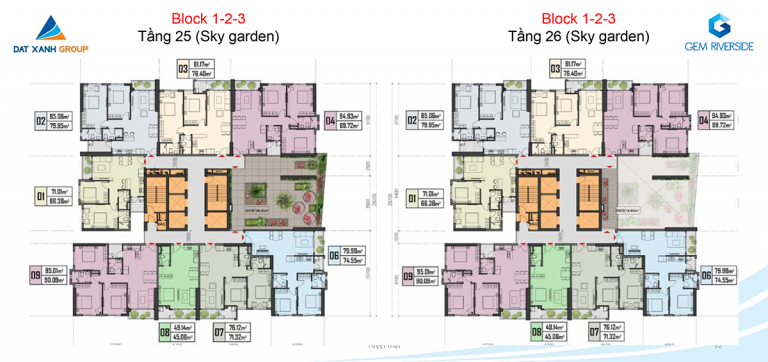 DAT XANH GROUP
Block 1-2-3
Tầng 25 (Sky garden)
Block 1-2-3
Tầng 26 (Sky garden)
GEM RIVERSIDE
03
81.17m²
76.40m²
02
85.06m²
79.95m²
04
94.93m²
89.72m²
01
71.01m²
66.38m²
09
95.01m²
90.09m²
06
79.98m²
74.55m²
08
49.14m²
45.08m²
07
76.12m²
71.32m²
03
81.17m²
76.40m²
02
85.06m²
79.95m²
04
94.93m²
89.72m²
01
71.01m²
66.38m²
09
95.01m²
90.09m²
06
79.98m²
74.55m²
08
49.14m²
45.08m²
07
76.12m²
71.32m²
52